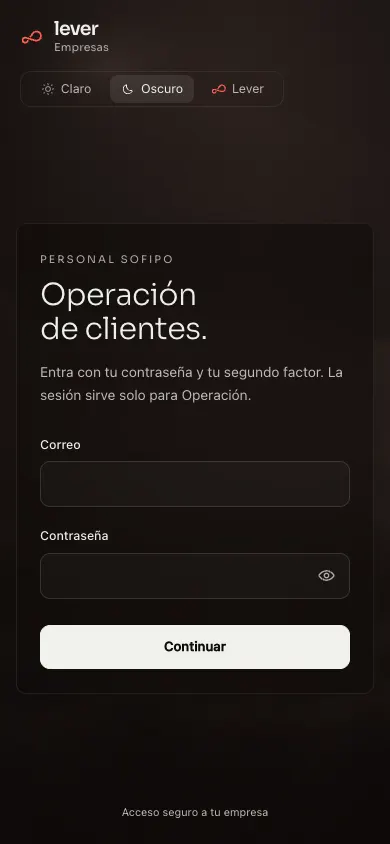 lever
Empresas
Claro
Oscuro
Lever
PERSONAL SOFIPO
Operación
de clientes.
Entra con tu contraseña y tu segundo factor. La
sesión sirve solo para Operación.
Correo
Contraseña
Continuar
Acceso seguro a tu empresa